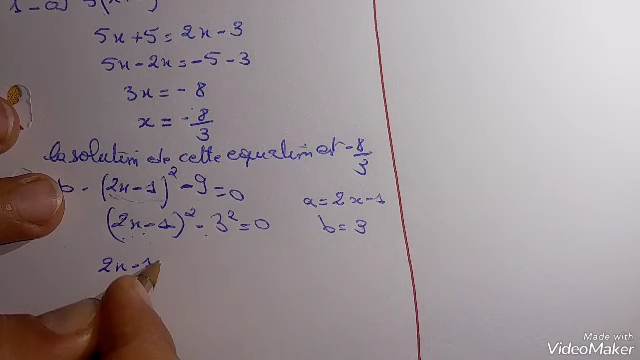 5x+5=2x-3
5x-2x=-5-3
3x=-8
x=-8/3
la solution de cette equation est -8/3
b- (2x-1)²-9=0
a=2x-1
(2x-1)²-3²=0
b=3
2x-1
Made with
VideoMaker